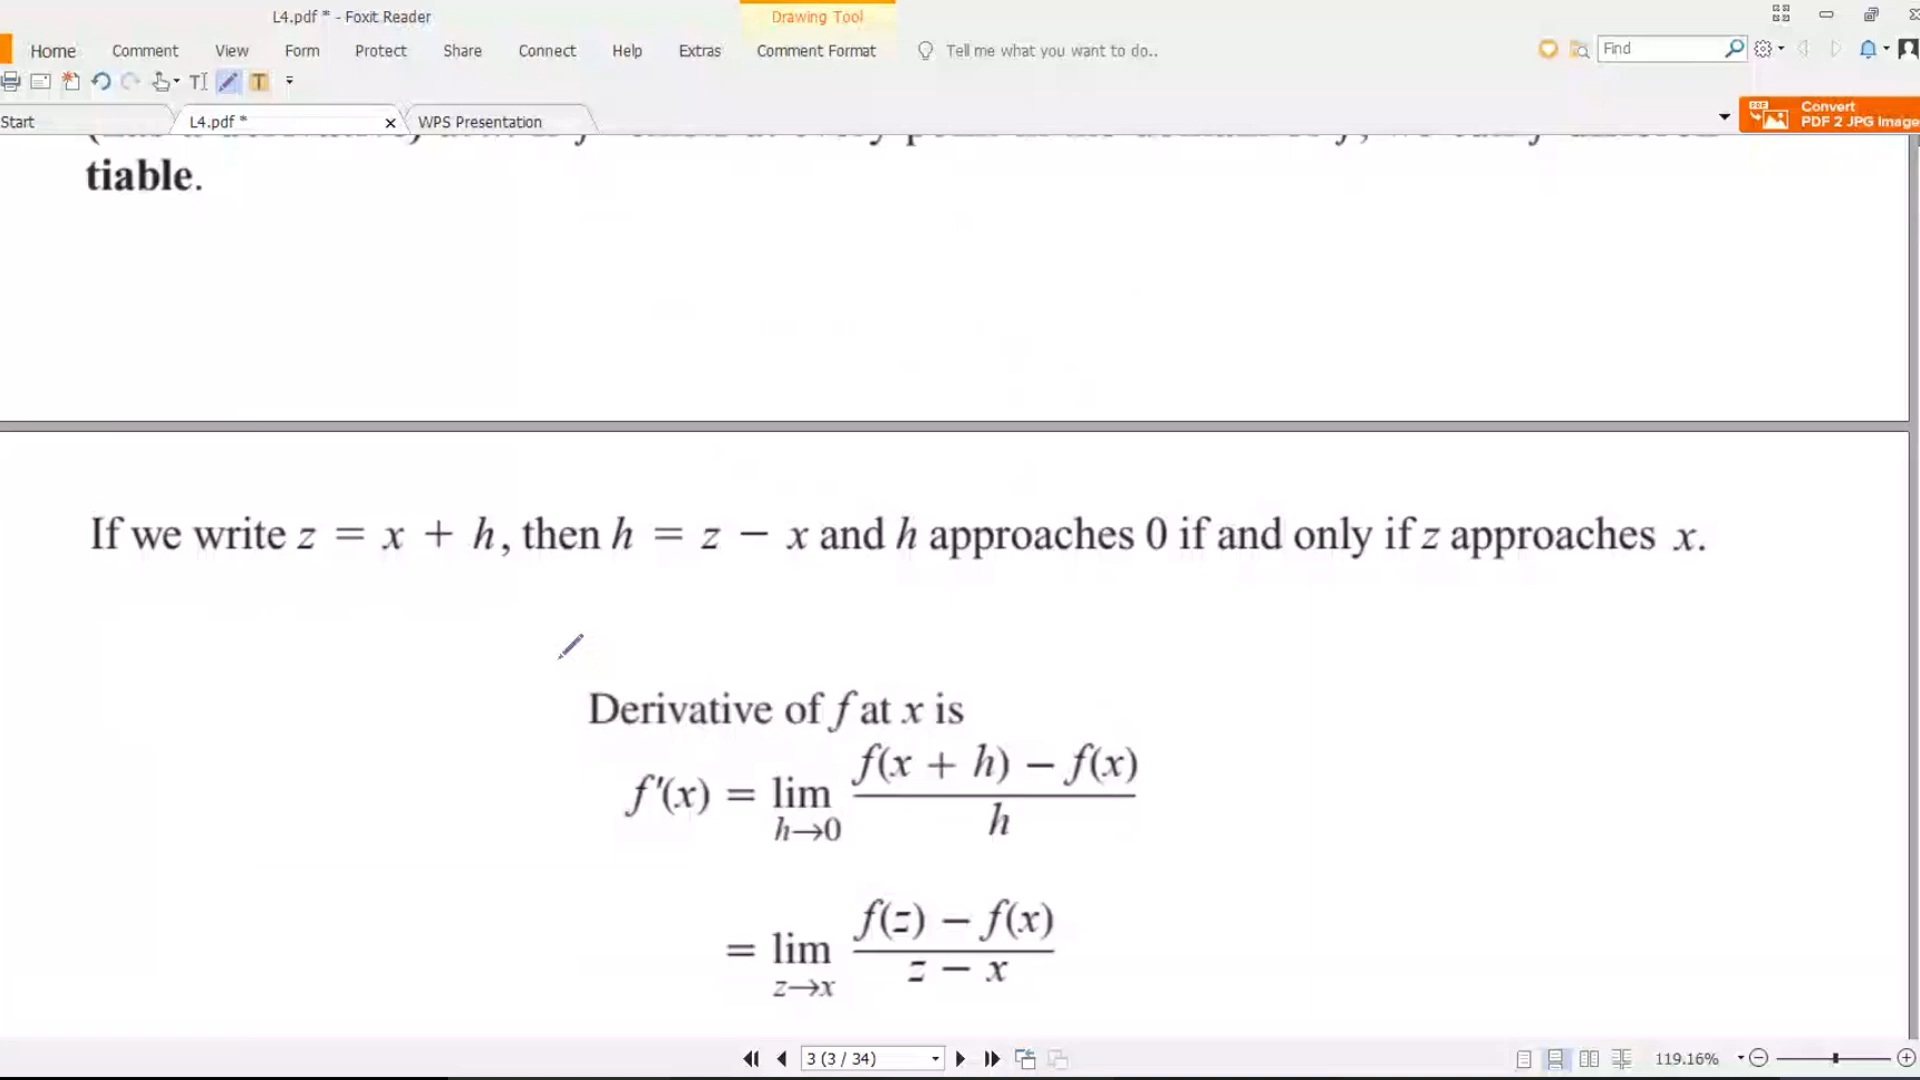 L4.pdf * - Foxit Reader
Drawing Tool
Home Comment View Form Protect Share Connect Help Extras Comment Format Tell me what you want to do.. Find
Start L4.pdf * WPS Presentation
Convert
PDF 2 JPG Image
tiable.
If we write z = x + h, then h = z − x and h approaches 0 if and only if z approaches x.
Derivative of f at x is
f'(x) = lim h→0 f(x + h) − f(x) / h
= lim z→x f(z) − f(x) / z − x
3 (3 / 34) 119.16%